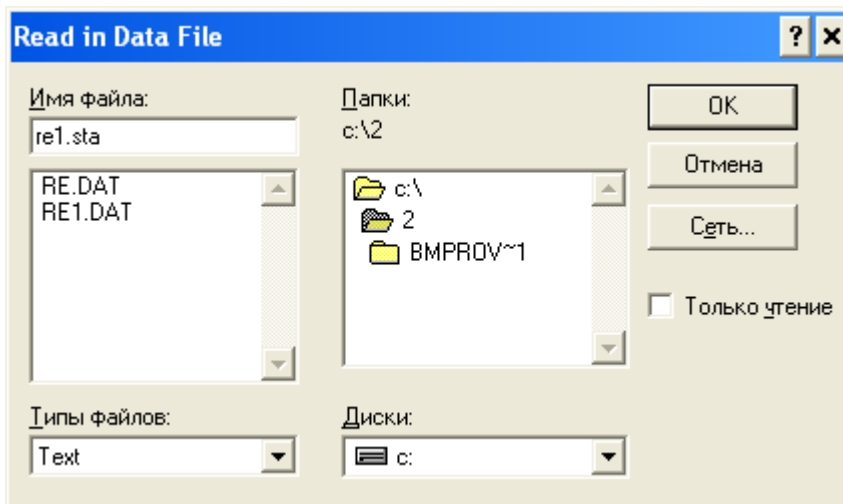 Read in Data File
Имя файла:
re1.sta
RE.DAT
RE1.DAT
Типы файлов:
Text
Папки:
c:\2
c:\
2
BMPROV~1
Диски:
c:
OK
Отмена
Сеть...
Только чтение